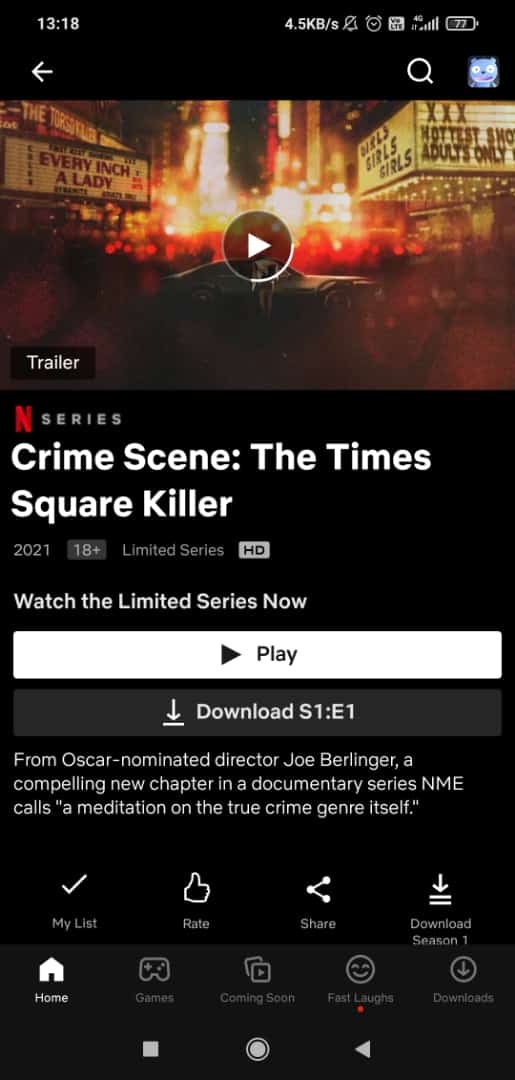 13:18
4.5KB/s
4G
77
THE TORSO KILLER
EVERY INCH
A LADY
GIRLS
GIRLS
GIRLS
XXX
HOTTEST SHO
ADULTS ONLY
Trailer
N SERIES
Crime Scene: The Times
Square Killer
2021 18+ Limited Series HD
Watch the Limited Series Now
Play
Download S1:E1
From Oscar-nominated director Joe Berlinger, a
compelling new chapter in a documentary series NME
calls "a meditation on the true crime genre itself."
My List Rate Share Download
Season 1
Home Games Coming Soon Fast Laughs Downloads